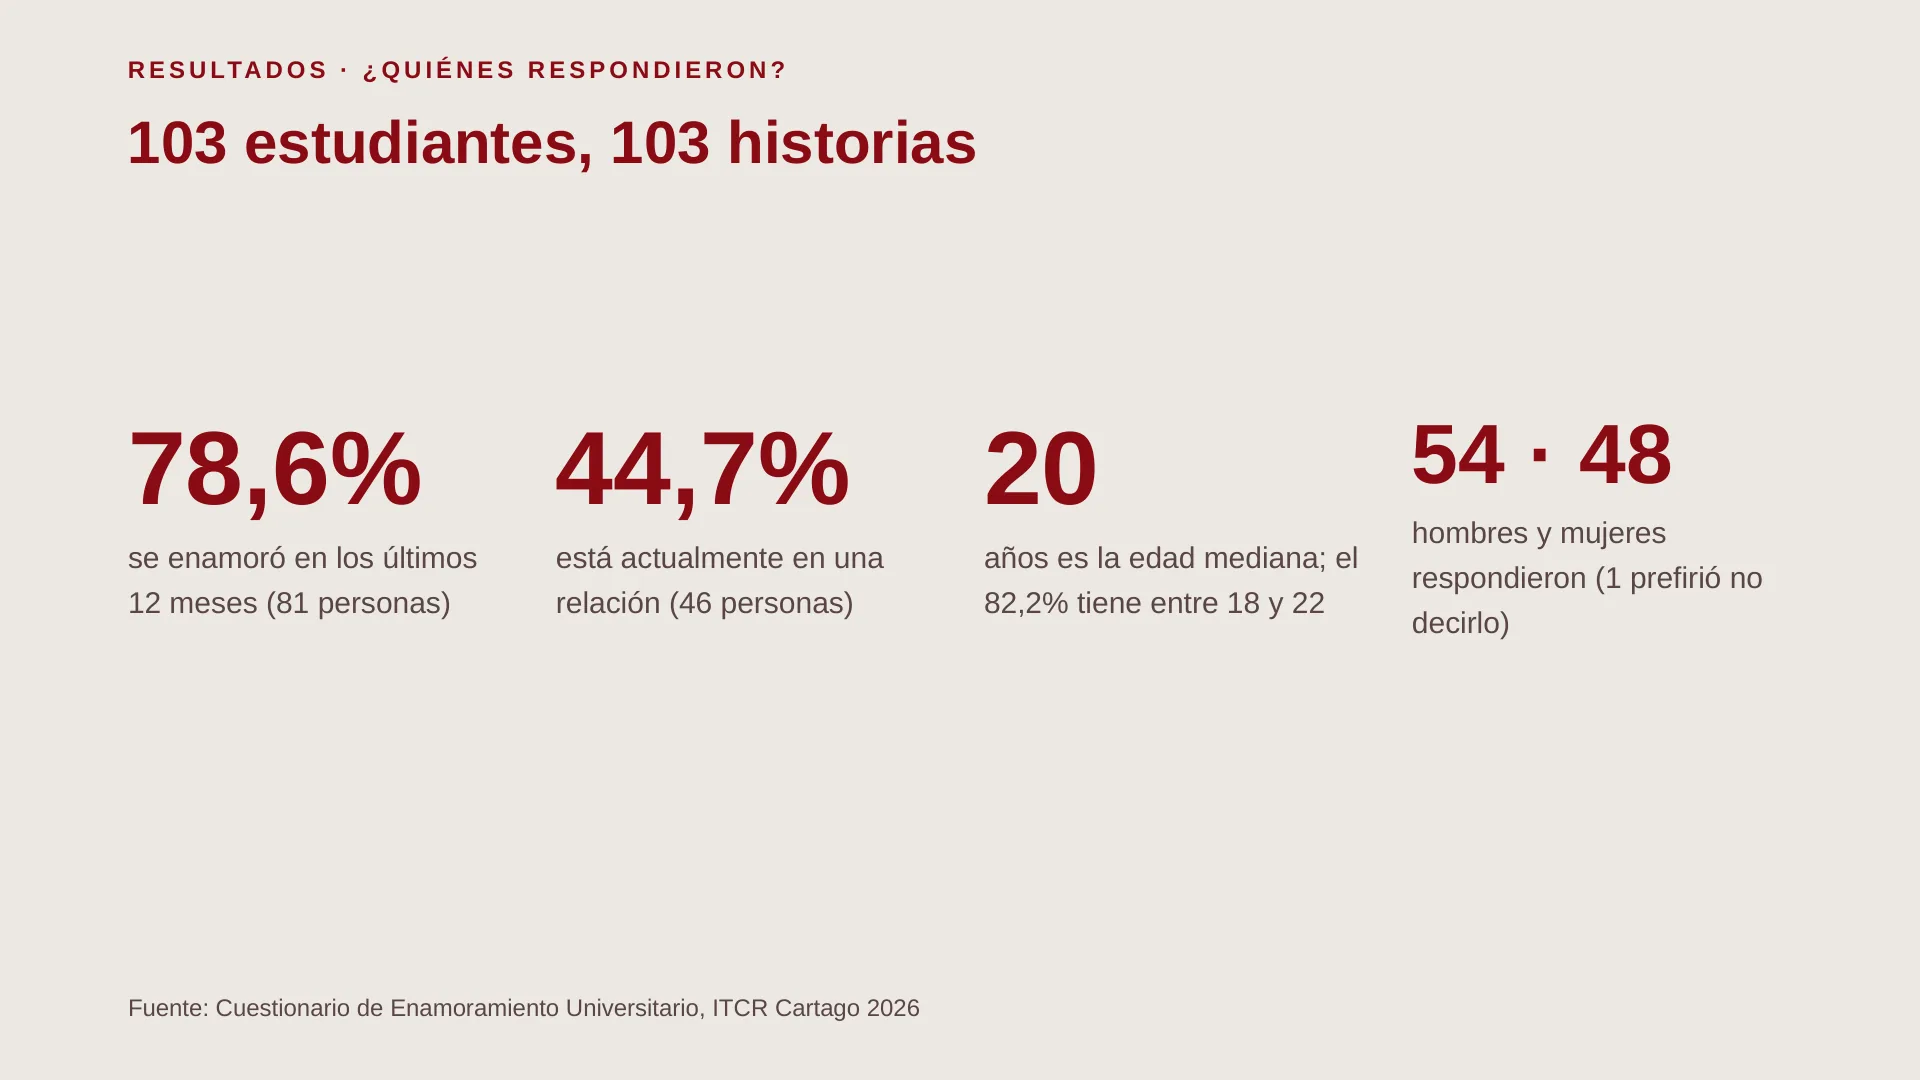 RESULTADOS · ¿QUIÉNES RESPONDIERON?
103 estudiantes, 103 historias
78,6%
se enamoró en los últimos
12 meses (81 personas)
44,7%
está actualmente en una
relación (46 personas)
20
años es la edad mediana; el
82,2% tiene entre 18 y 22
54 · 48
hombres y mujeres
respondieron (1 prefirió no
decirlo)
Fuente: Cuestionario de Enamoramiento Universitario, ITCR Cartago 2026